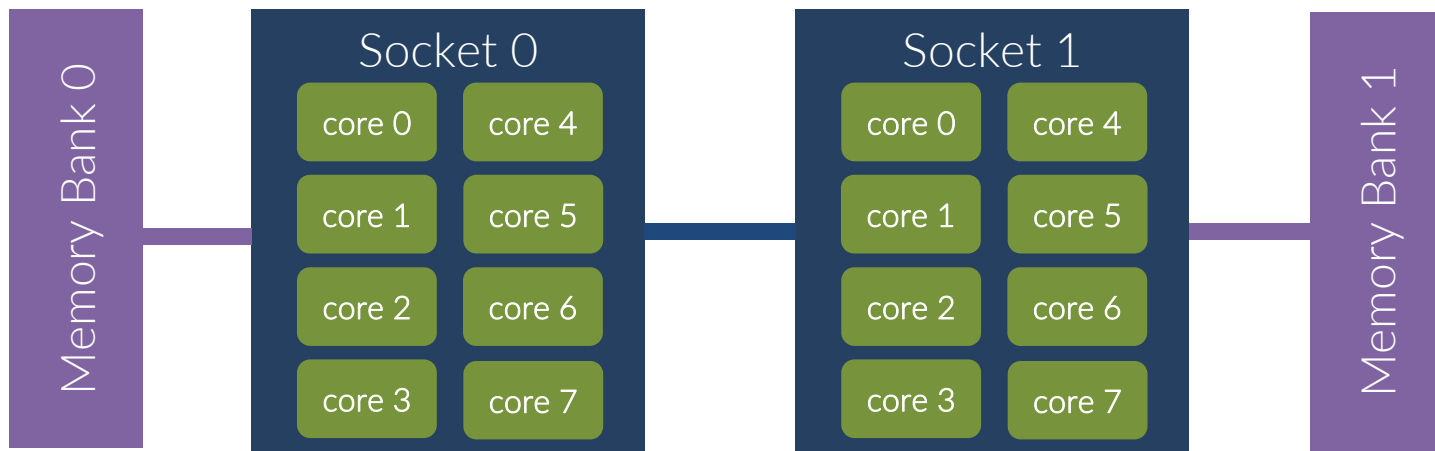 Memory Bank 0
Socket 0
core 0
core 4
core 1
core 5
core 2
core 6
core 3
core 7
Socket 1
core 0
core 4
core 1
core 5
core 2
core 6
core 3
core 7
Memory Bank 1